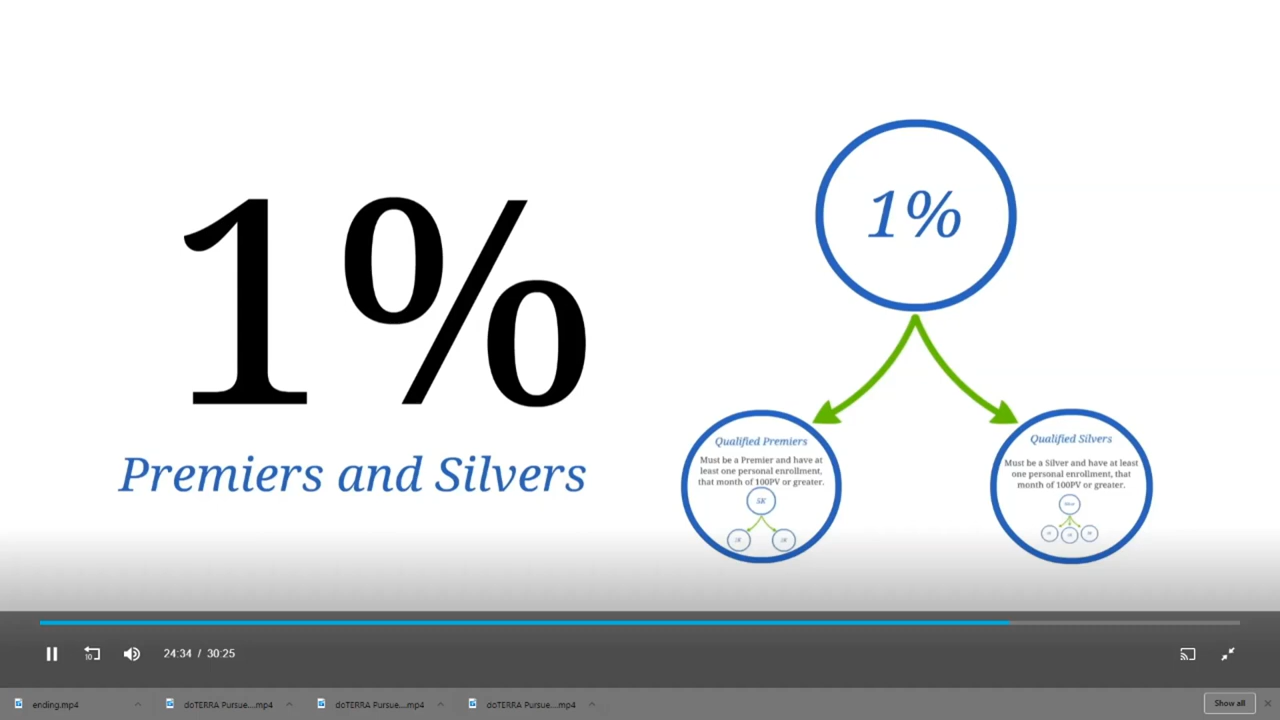 1%
Premiers and Silvers
1%
Qualified Premiers
Must be a Premier and have at
least one personal enrollment,
that month of 100PV or greater.
5K
Qualified Silvers
Must be a Silver and have at least
one personal enrollment, that
month of 100PV or greater.
10
24:34 / 30:25
ending.mp4
doTERRA Pursue....mp4
doTERRA Pursue....mp4
doTERRA Pursue....mp4
Show all